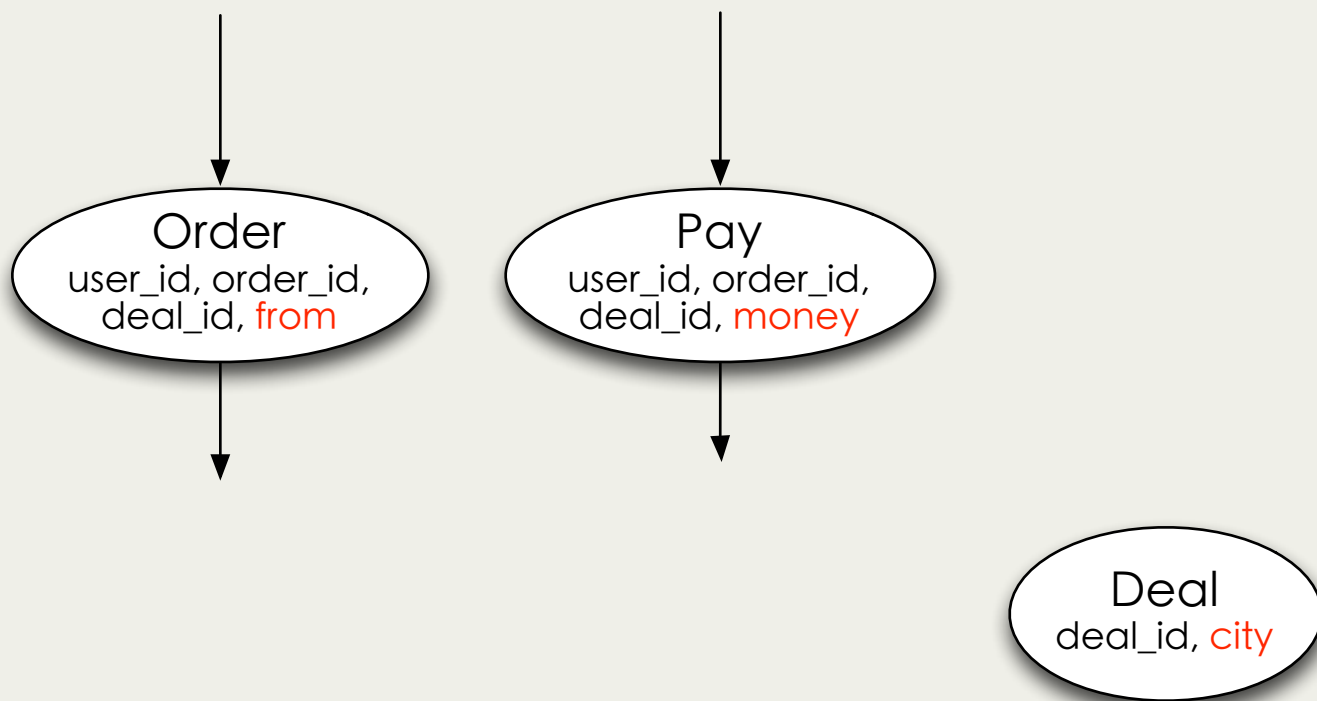 Order
user_id, order_id,
deal_id, from
Pay
user_id, order_id,
deal_id, money
Deal
deal_id, city